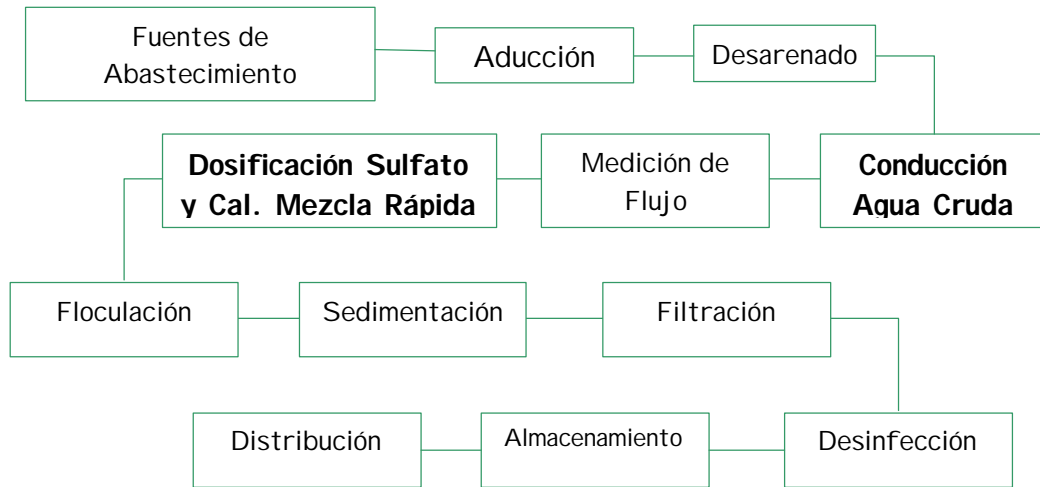 Fuentes de
Abastecimiento
Aducción
Desarenado
Dosificación Sulfato
y Cal. Mezcla Rápida
Medición de
Flujo
Conducción
Agua Cruda
Floculación
Sedimentación
Filtración
Distribución
Almacenamiento
Desinfección